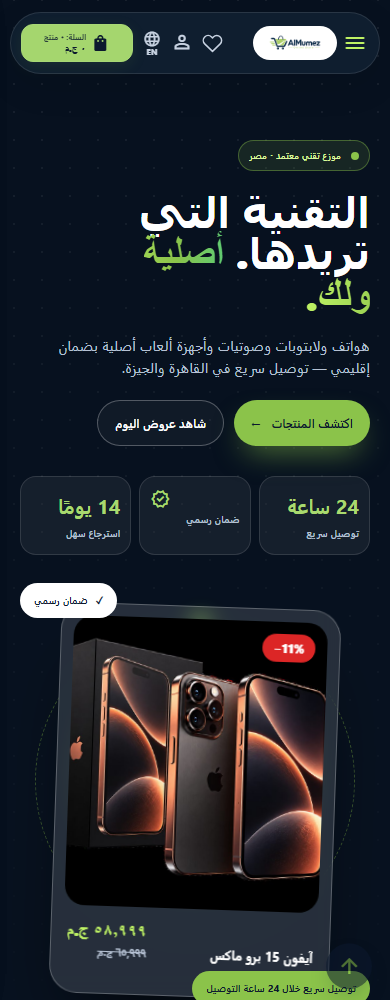 AlMumez
EN
السلة: ٠ منتج
٠ ج.م
موزع تقني معتمد · مصر
التقنية التي
تريدها. أصلية
ولك.
هواتف ولابتوبات وصوتيات وأجهزة ألعاب أصلية بضمان
إقليمي — توصيل سريع في القاهرة والجيزة.
اكتشف المنتجات ←
شاهد عروض اليوم
24 ساعة
توصيل سريع
ضمان رسمي
14 يومًا
استرجاع سهل
✓ ضمان رسمي
−11%
آيفون 15 برو ماكس
٥٨,٩٩٩ ج.م
٦٥,٩٩٩ ج.م
توصيل سريع خلال 24 ساعة التوصيل